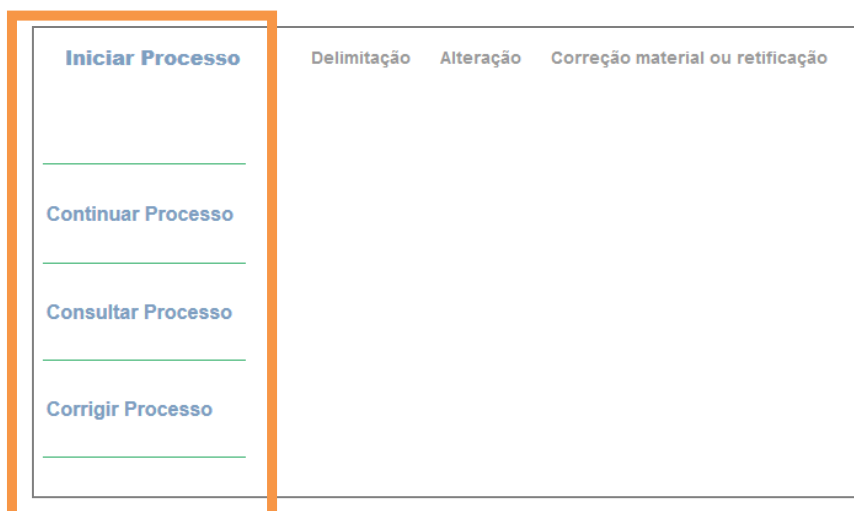 Iniciar Processo
Delimitação Alteração Correção material ou retificação
Continuar Processo
Consultar Processo
Corrigir Processo